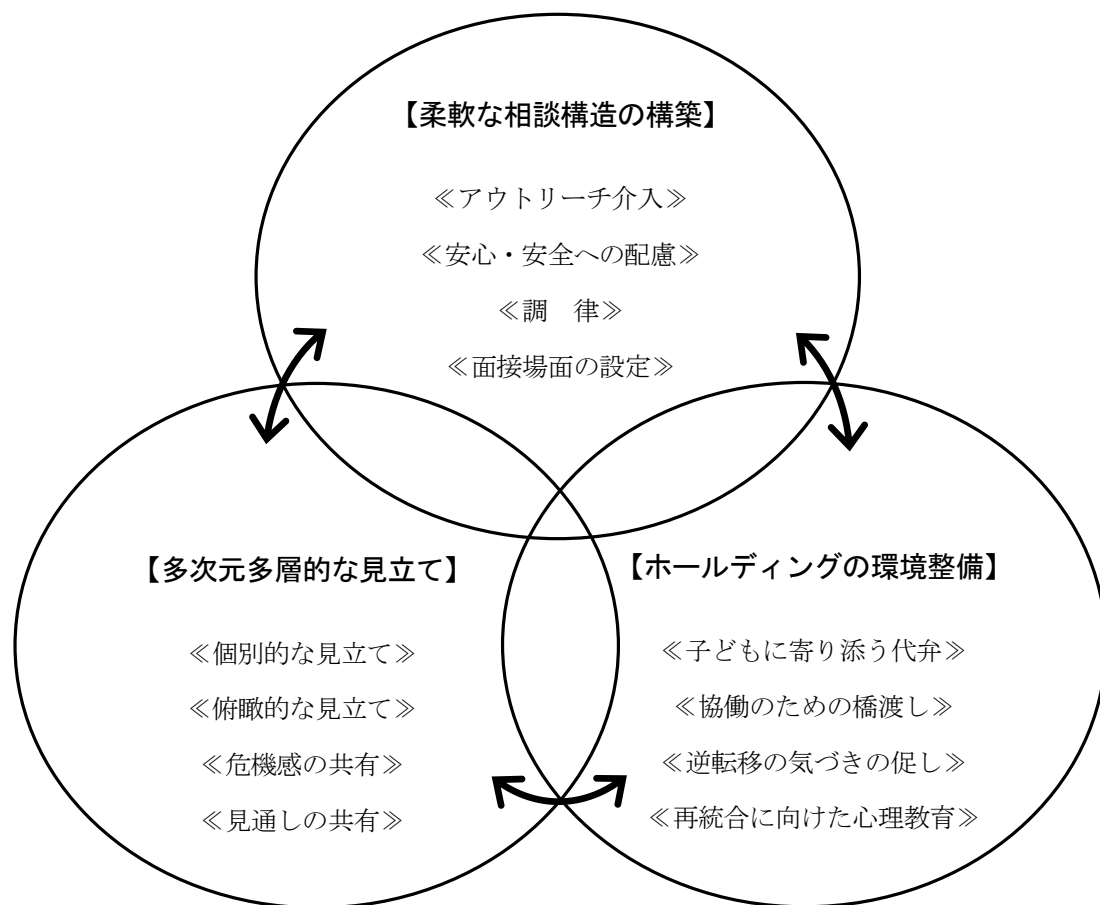 【柔軟な相談構造の構築】
≪アウトリーチ介入≫
≪安心・安全への配慮≫
≪調　律≫
≪面接場面の設定≫
【多次元多層的な見立て】
≪個別的な見立て≫
≪俯瞰的な見立て≫
≪危機感の共有≫
≪見通しの共有≫
【ホールディングの環境整備】
≪子どもに寄り添う代弁≫
≪協働のための橋渡し≫
≪逆転移の気づきの促し≫
≪再統合に向けた心理教育≫